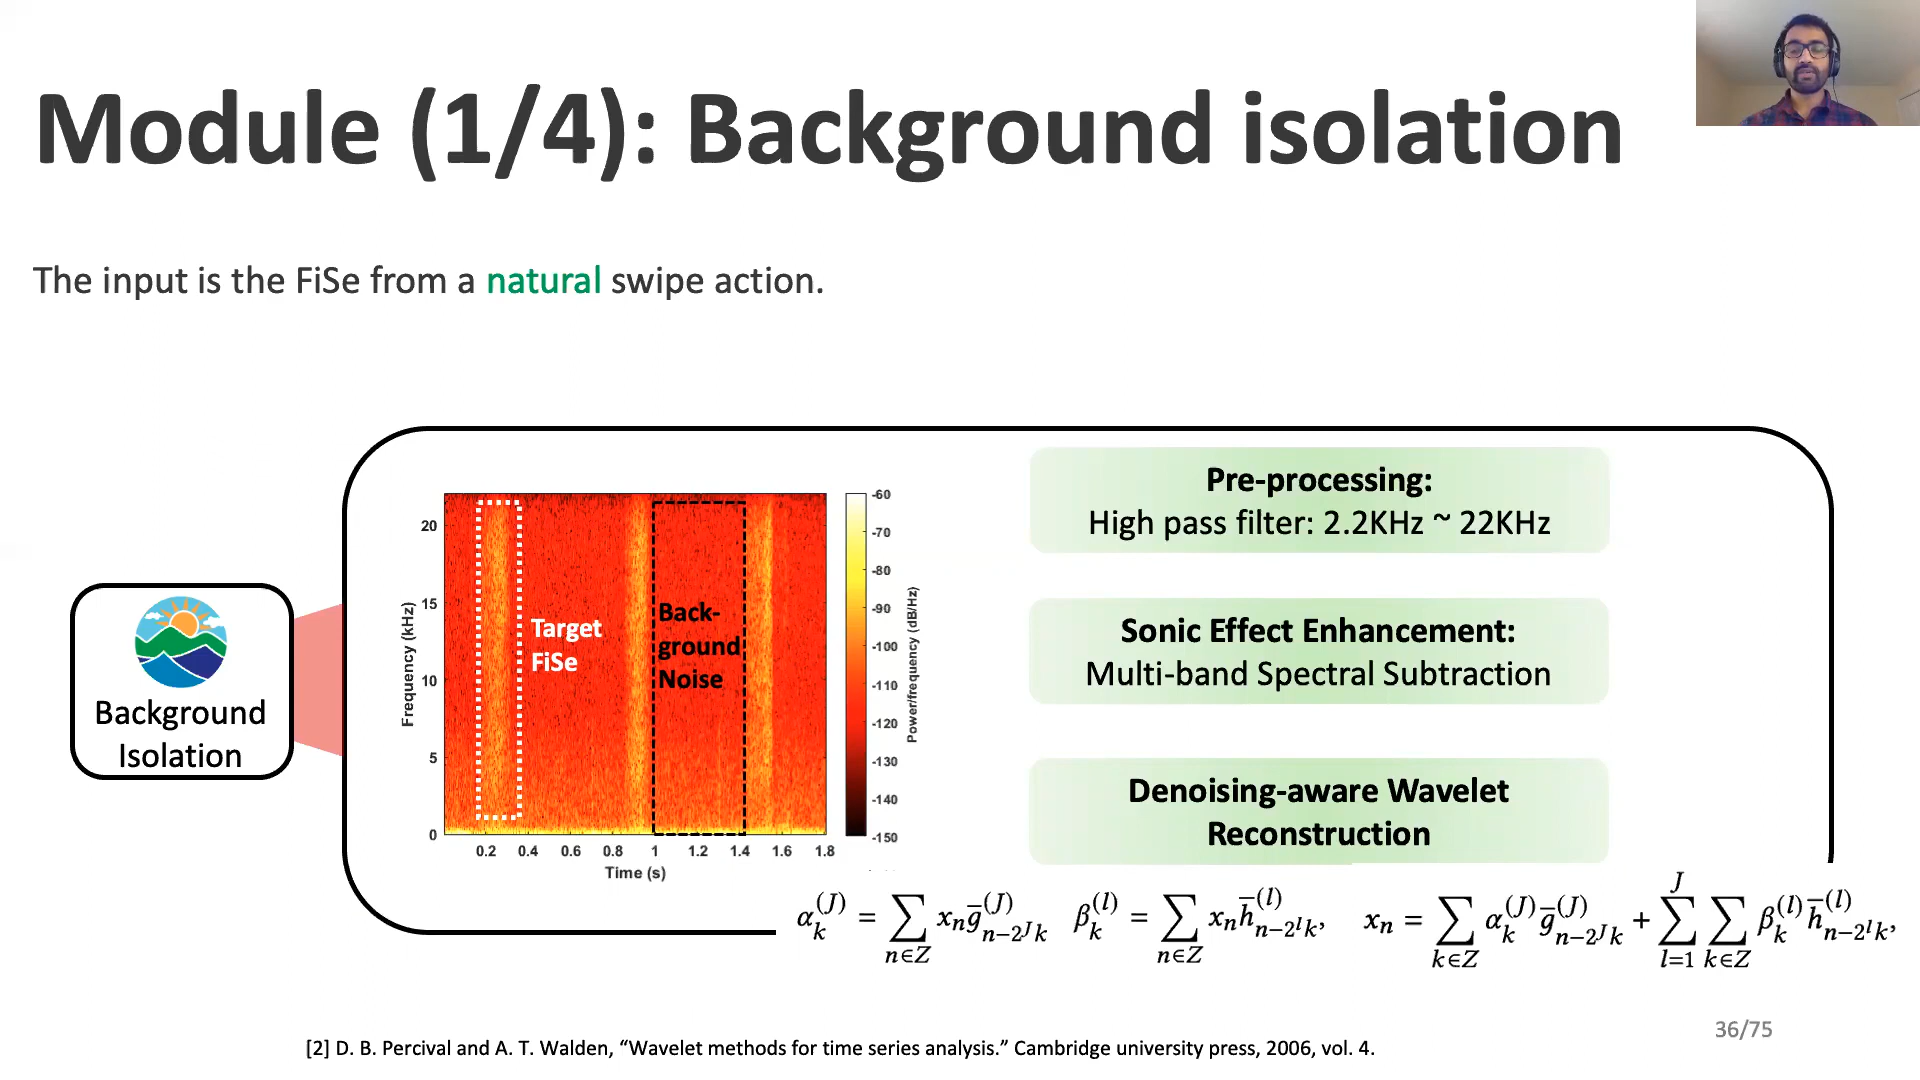 Module (1/4): Background isolation
The input is the FiSe from a natural swipe action.
Background
Isolation
Frequency (kHz)
20
15
10
5
0
0.2 0.4 0.6 0.8 1 1.2 1.4 1.6 1.8
Time (s)
Target
FiSe
Back-
ground
Noise
-60
-70
-80
-90
-100
-110
-120
-130
-140
-150
Power/frequency (dB/Hz)
Pre-processing:
High pass filter: 2.2KHz ~ 22KHz
Sonic Effect Enhancement:
Multi-band Spectral Subtraction
Denoising-aware Wavelet
Reconstruction
α_k^{(J)} = ∑_{n∈Z} x_n ḡ_{n−2^J k}^{(J)} β_k^{(l)} = ∑_{n∈Z} x_n h̄_{n−2^l k}^{(l)}, x_n = ∑_{k∈Z} α_k^{(J)} ḡ_{n−2^J k}^{(J)} + ∑_{l=1}^{J} ∑_{k∈Z} β_k^{(l)} h̄_{n−2^l k}^{(l)},
36/75
[2] D. B. Percival and A. T. Walden, “Wavelet methods for time series analysis.” Cambridge university press, 2006, vol. 4.